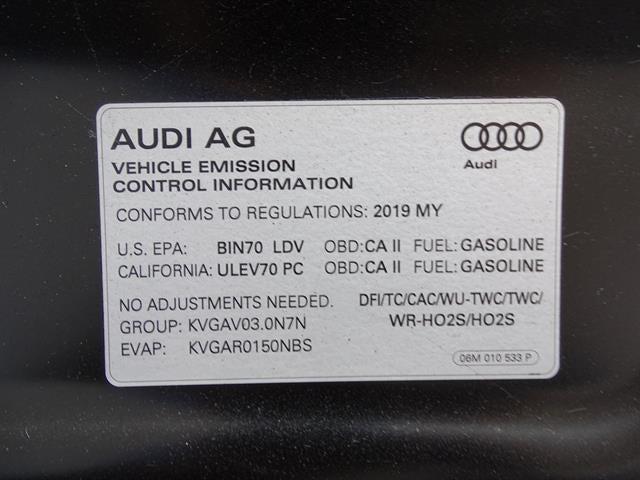 AUDI AG
Audi
VEHICLE EMISSION
CONTROL INFORMATION
CONFORMS TO REGULATIONS: 2019 MY
U.S. EPA: BIN70 LDV OBD:CA II FUEL:GASOLINE
CALIFORNIA: ULEV70 PC OBD:CA II FUEL:GASOLINE
NO ADJUSTMENTS NEEDED. DFI/TC/CAC/WU-TWC/TWC/
GROUP: KVGAV03.0N7N WR-HO2S/HO2S
EVAP: KVGAR0150NBS
06M 010 533 P